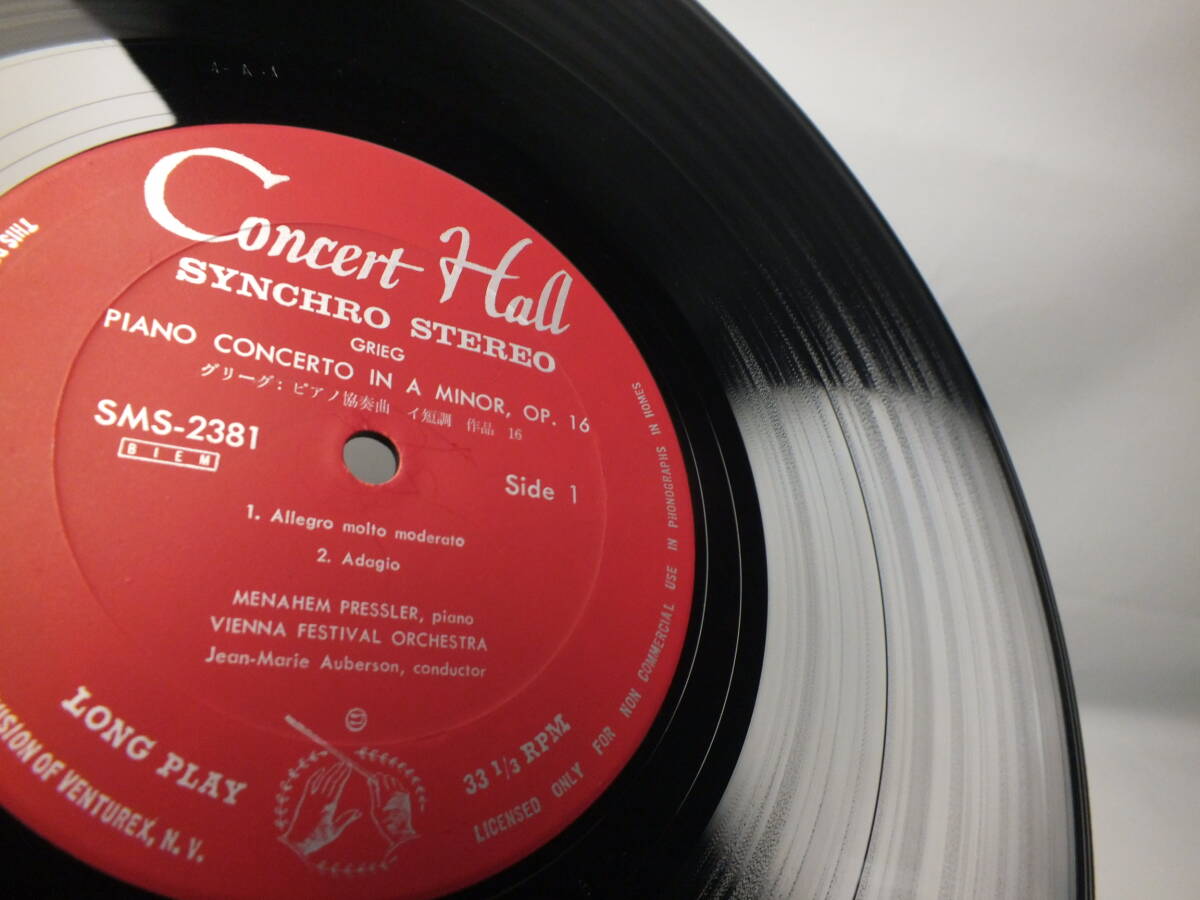 Concert Hall
SYNCHRO STEREO
GRIEG
PIANO CONCERTO IN A MINOR, OP. 16
グリーグ：ピアノ協奏曲 イ短調 作品 16
SMS-2381
BIEM
Side 1
1. Allegro molto moderato
2. Adagio
MENAHEM PRESSLER, piano
VIENNA FESTIVAL ORCHESTRA
Jean-Marie Auberson, conductor
LONG PLAY
33 1/3 RPM
LICENSED ONLY FOR NON COMMERCIAL USE IN PHONOGRAPHS IN HOMES
THIS
OF VENTUREX, N. V.